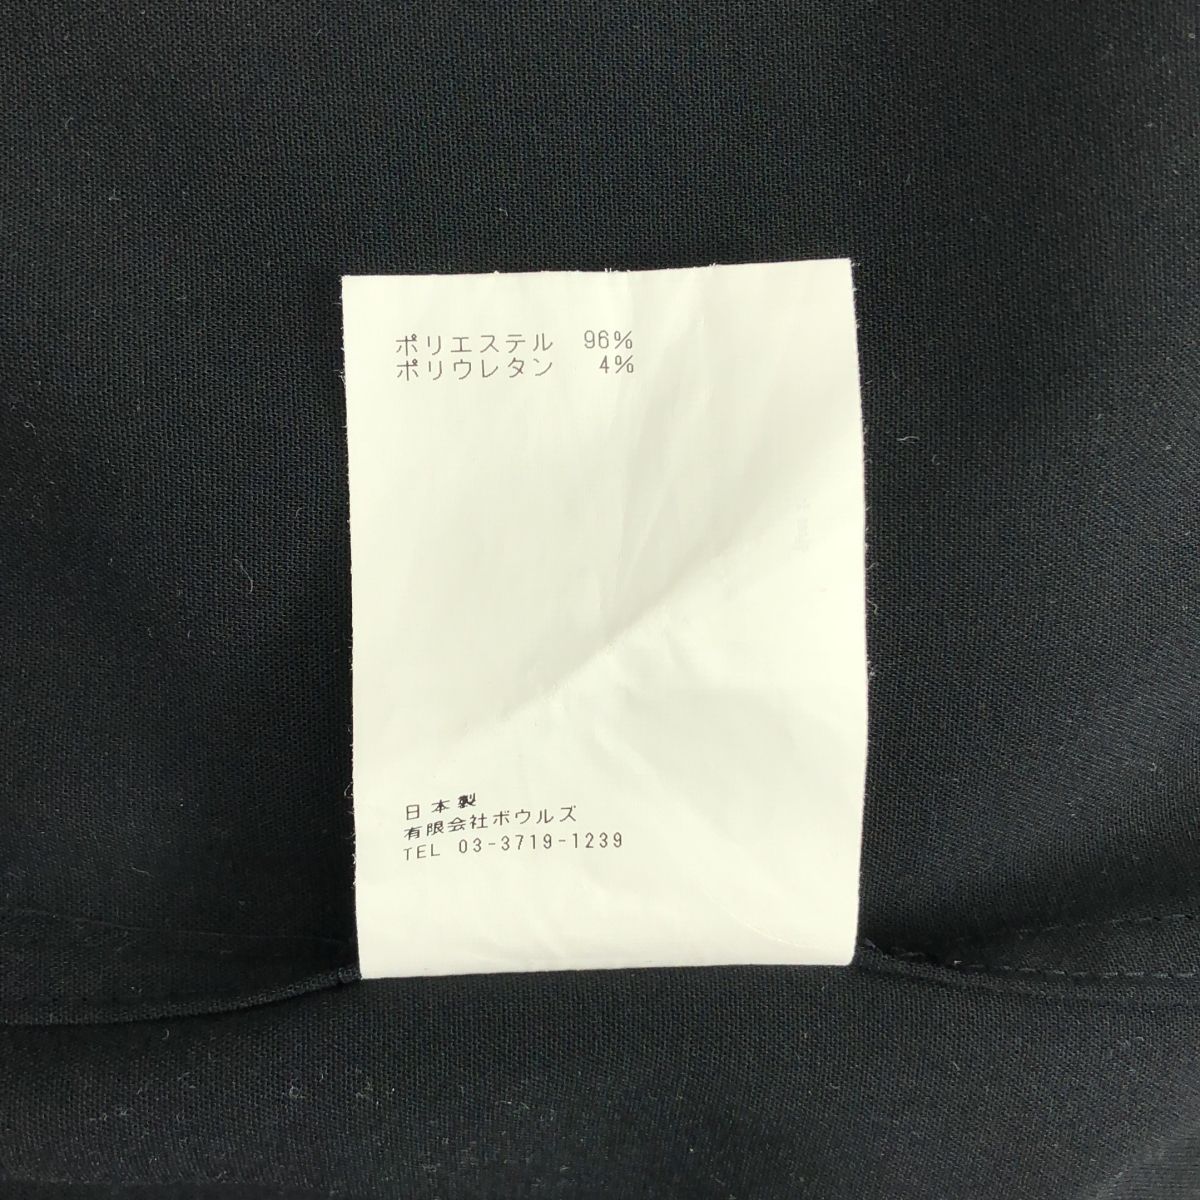 ポリエステル 96%
ポリウレタン 4%
日本製
有限会社ボウルズ
TEL 03-3719-1239